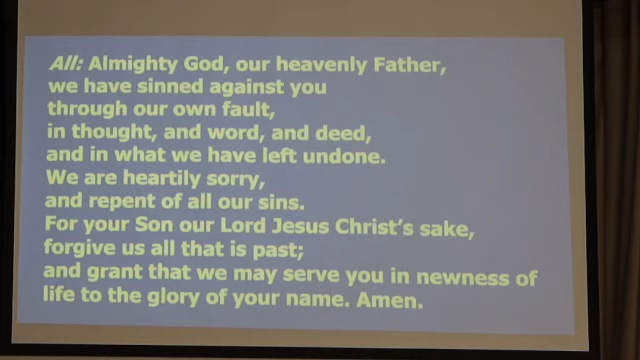 All: Almighty God, our heavenly Father,
we have sinned against you
through our own fault,
in thought, and word, and deed,
and in what we have left undone.
We are heartily sorry,
and repent of all our sins.
For your Son our Lord Jesus Christ's sake,
forgive us all that is past;
and grant that we may serve you in newness of
life to the glory of your name. Amen.